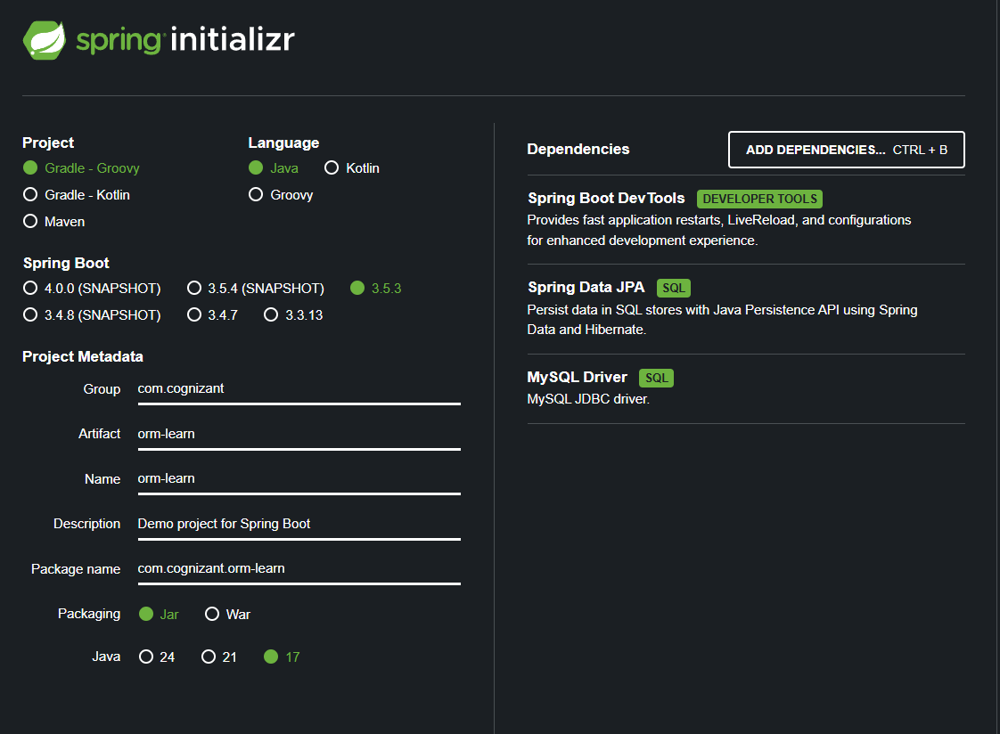 spring initializr
Project
Gradle - Groovy
Gradle - Kotlin
Maven
Language
Java Kotlin
Groovy
Spring Boot
4.0.0 (SNAPSHOT) 3.5.4 (SNAPSHOT) 3.5.3
3.4.8 (SNAPSHOT) 3.4.7 3.3.13
Project Metadata
Group com.cognizant
Artifact orm-learn
Name orm-learn
Description Demo project for Spring Boot
Package name com.cognizant.orm-learn
Packaging Jar War
Java 24 21 17
Dependencies ADD DEPENDENCIES... CTRL + B
Spring Boot DevTools DEVELOPER TOOLS
Provides fast application restarts, LiveReload, and configurations
for enhanced development experience.
Spring Data JPA SQL
Persist data in SQL stores with Java Persistence API using Spring
Data and Hibernate.
MySQL Driver SQL
MySQL JDBC driver.